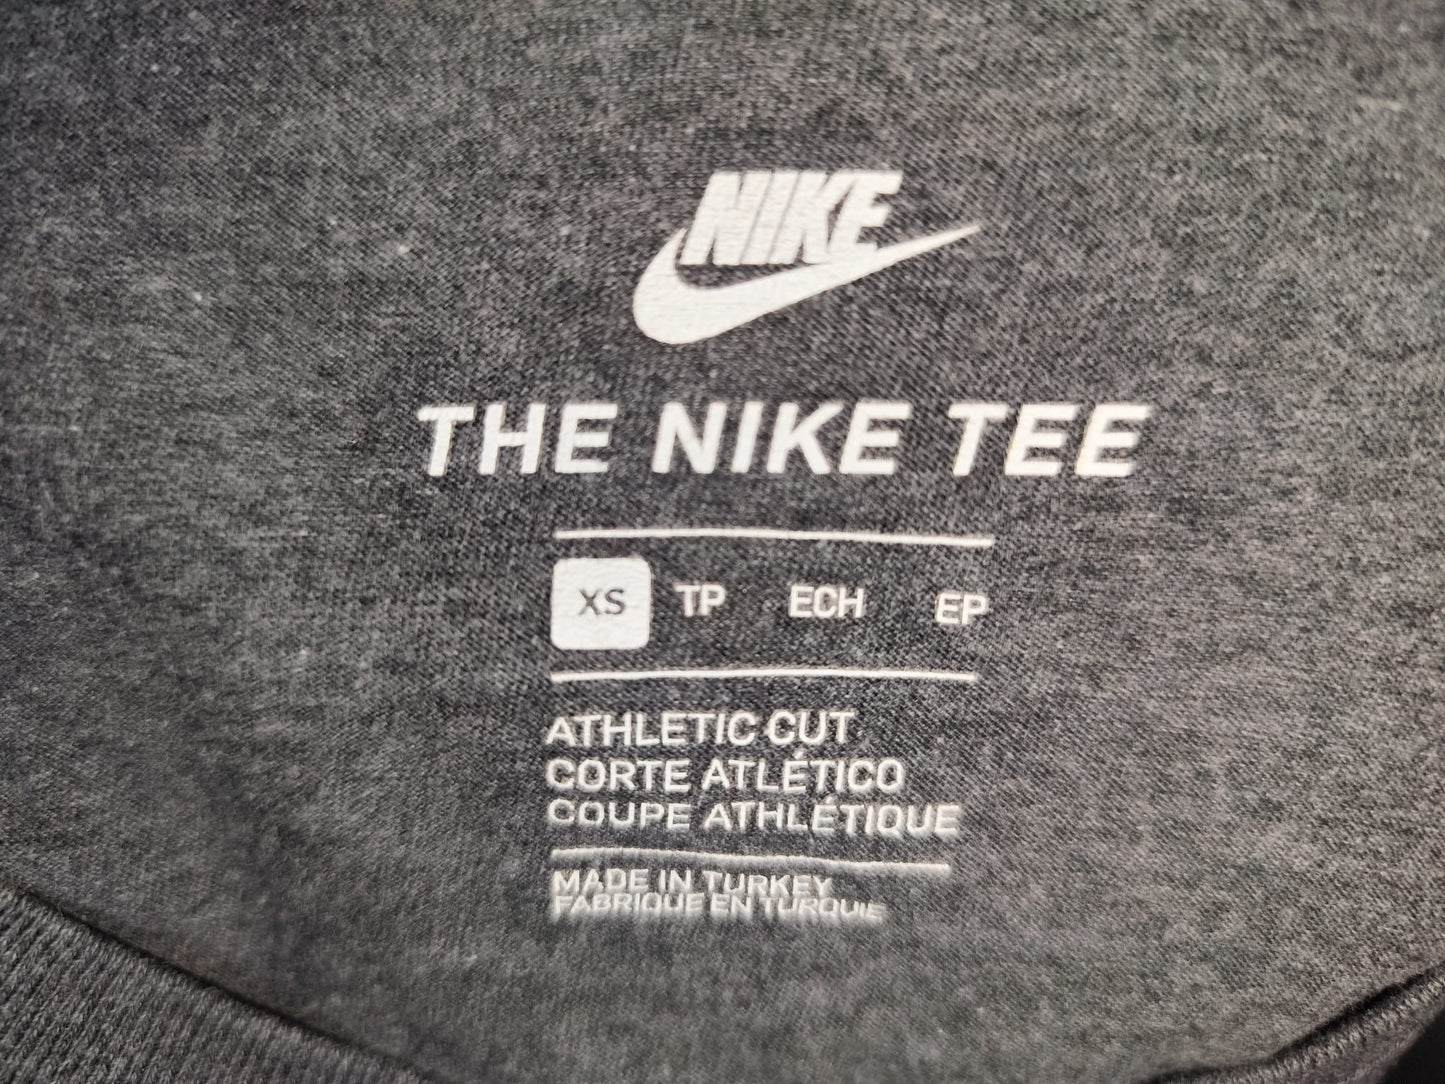 NIKE
THE NIKE TEE
XS TP ECH EP
ATHLETIC CUT
CORTE ATLÉTICO
COUPE ATHLÉTIQUE
MADE IN TURKEY
FABRIQUE EN TURQUIE